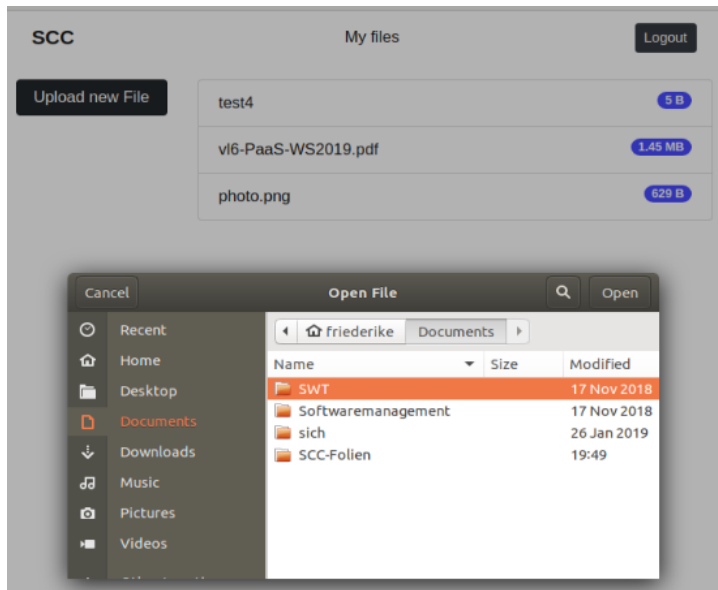 SCC My files Logout
Upload new File
test4 5 B
vl6-PaaS-WS2019.pdf 1.45 MB
photo.png 629 B
Cancel Open File Open
Recent
Home
Desktop
Documents
Downloads
Music
Pictures
Videos
friederike Documents
Name Size Modified
SWT 17 Nov 2018
Softwaremanagement 17 Nov 2018
sich 26 Jan 2019
SCC-Folien 19:49